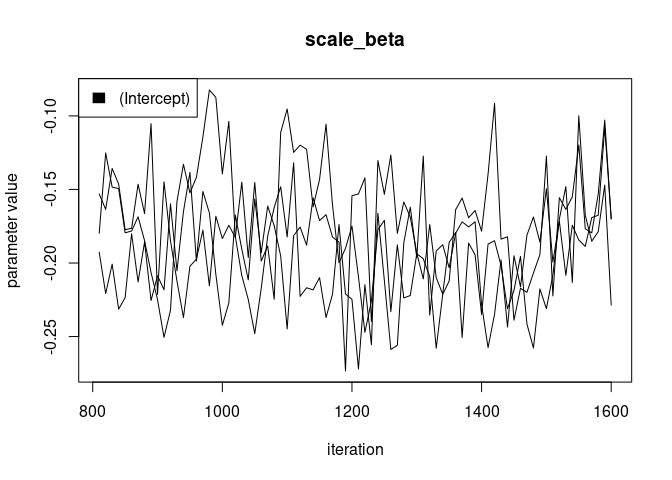 scale_beta
(Intercept)
-0.10
-0.15
-0.20
-0.25
parameter value
800 1000 1200 1400 1600
iteration